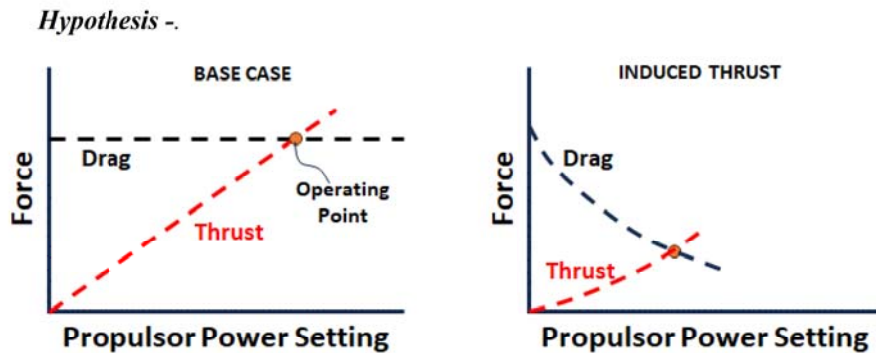 Hypothesis -.
BASE CASE
Force
Drag
Operating
Point
Thrust
Propulsor Power Setting
INDUCED THRUST
Force
Drag
Thrust
Propulsor Power Setting